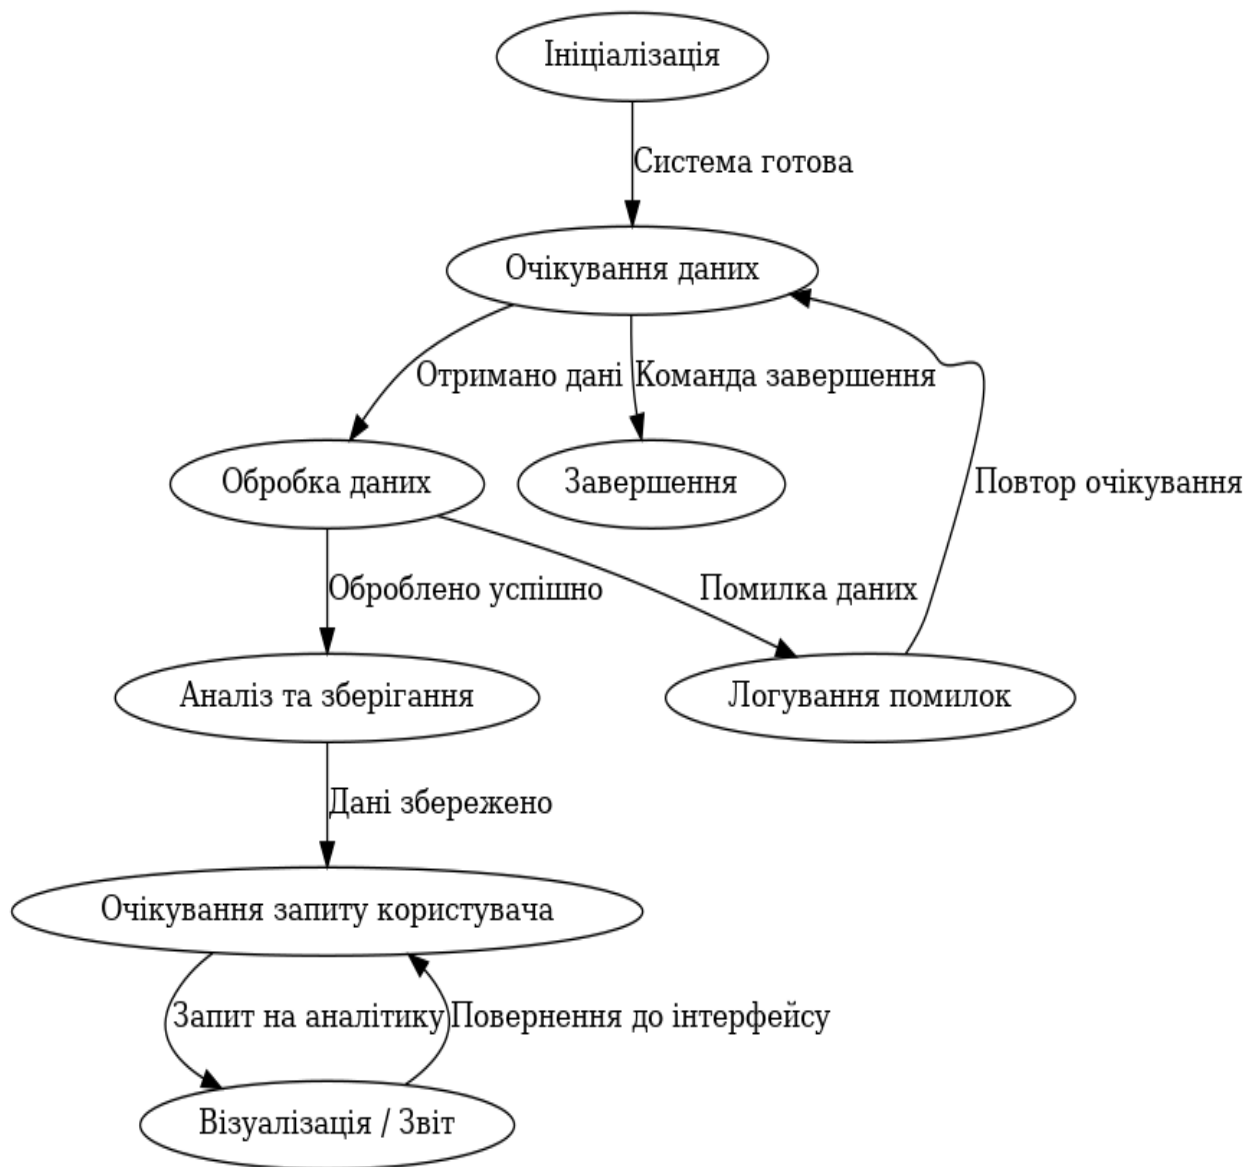 Ініціалізація
Система готова
Очікування даних
Отримано дані
Команда завершення
Обробка даних
Завершення
Повтор очікування
Оброблено успішно
Помилка даних
Аналіз та зберігання
Логування помилок
Дані збережено
Очікування запиту користувача
Запит на аналітику
Повернення до інтерфейсу
Візуалізація / Звіт